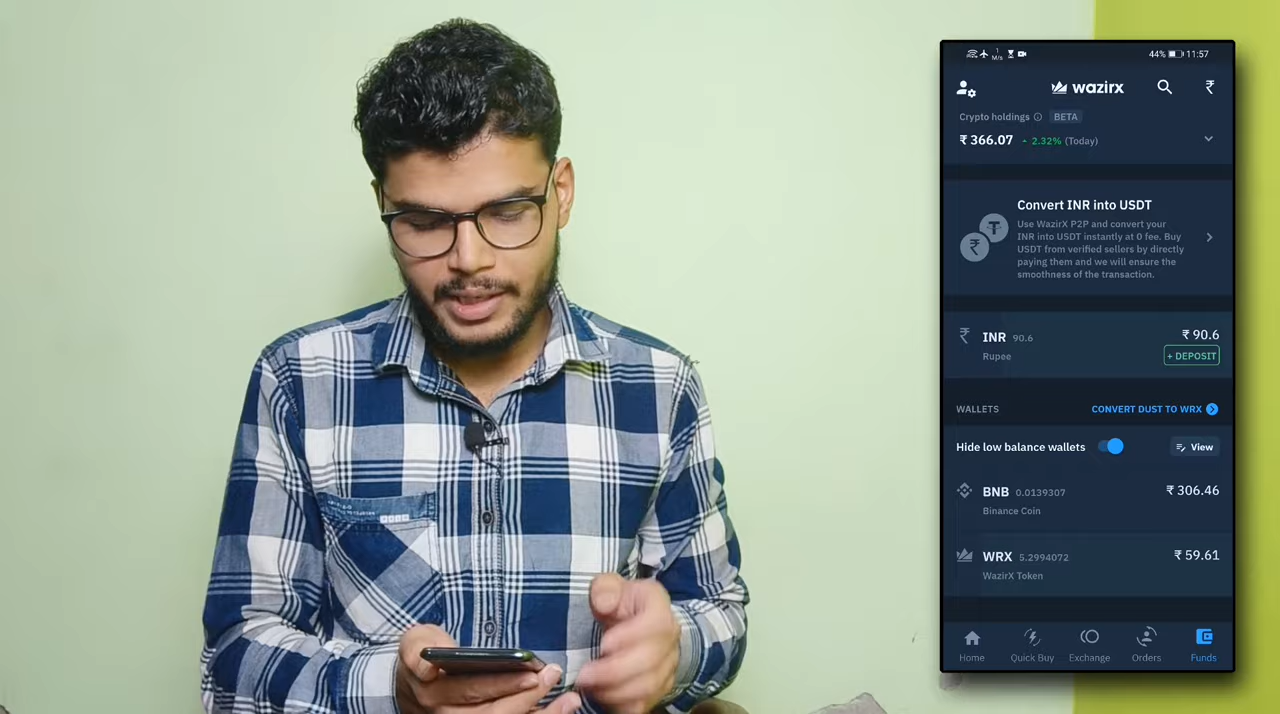 1
M/s
44% 11:57
wazirx
₹
Crypto holdings BETA
₹ 366.07 2.32% (Today)
Convert INR into USDT
Use WazirX P2P and convert your
INR into USDT instantly at 0 fee. Buy
USDT from verified sellers by directly
paying them and we will ensure the
smoothness of the transaction.
₹ INR 90.6 ₹ 90.6
Rupee + DEPOSIT
WALLETS CONVERT DUST TO WRX
Hide low balance wallets View
BNB 0.0139307 ₹ 306.46
Binance Coin
WRX 5.2994072 ₹ 59.61
WazirX Token
Home Quick Buy Exchange Orders Funds